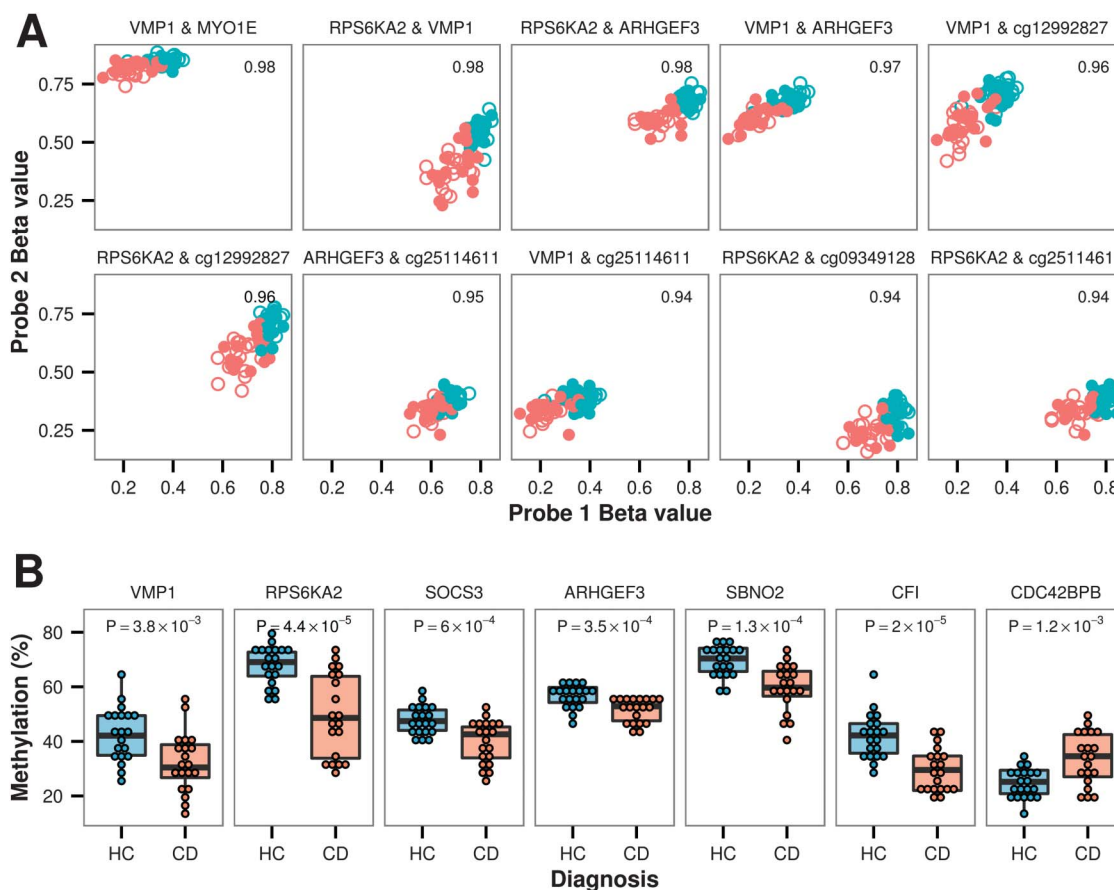 A
VMP1 & MYO1E RPS6KA2 & VMP1 RPS6KA2 & ARHGEF3 VMP1 & ARHGEF3 VMP1 & cg12992827
0.98 0.98 0.98 0.97 0.96
0.75
0.50
0.25
RPS6KA2 & cg12992827 ARHGEF3 & cg25114611 VMP1 & cg25114611 RPS6KA2 & cg09349128 RPS6KA2 & cg2511461
0.96 0.95 0.94 0.94 0.94
0.75
0.50
0.25
Probe 2 Beta value
0.2 0.4 0.6 0.8 0.2 0.4 0.6 0.8 0.2 0.4 0.6 0.8 0.2 0.4 0.6 0.8 0.2 0.4 0.6 0.8
Probe 1 Beta value
B
VMP1 RPS6KA2 SOCS3 ARHGEF3 SBNO2 CFI CDC42BPB
P = 3.8 × 10⁻³ P = 4.4 × 10⁻⁵ P = 6 × 10⁻⁴ P = 3.5 × 10⁻⁴ P = 1.3 × 10⁻⁴ P = 2 × 10⁻⁵ P = 1.2 × 10⁻³
80
60
40
20
Methylation (%)
HC CD HC CD HC CD HC CD HC CD HC CD HC CD
Diagnosis